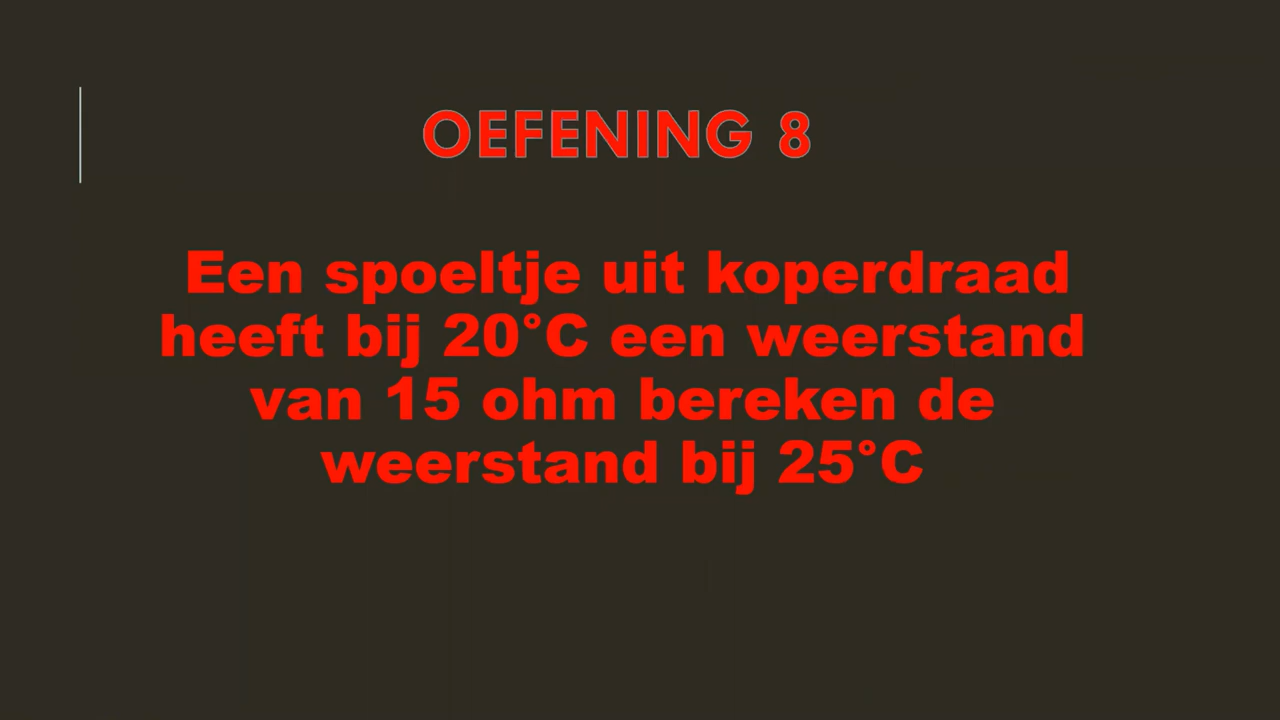 OEFENING 8
Een spoeltje uit koperdraad
heeft bij 20°C een weerstand
van 15 ohm bereken de
weerstand bij 25°C